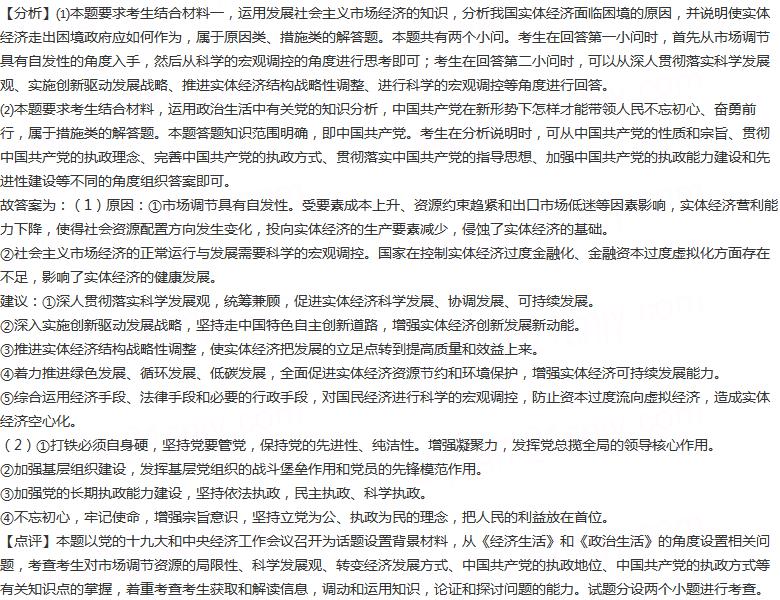 【分析】⑴本题要求考生结合材料一，运用发展社会主义市场经济的知识，分析我国实体经济面临困境的原因，并说明使实体
经济走出困境政府应如何作为，属于原因类、措施类的解答题。本题共有两个小问。考生在回答第一小问时，首先从市场调节
具有自发性的角度入手，然后从科学的宏观调控的角度进行思考即可；考生在回答第二小问时，可以从深人贯彻落实科学发展
观、实施创新驱动发展战略、推进实体经济结构战略性调整、进行科学的宏观调控等角度进行回答。
⑵本题要求考生结合材料，运用政治生活中有关党的知识分析，中国共产党在新形势下怎样才能带领人民不忘初心、奋勇前
行，属于措施类的解答题。本题答题知识范围明确，即中国共产党。考生在分析说明时，可从中国共产党的性质和宗旨、贯彻
中国共产党的执政理念、完善中国共产党的执政方式、贯彻落实中国共产党的指导思想、加强中国共产党的执政能力建设和先
进性建设等不同的角度组织答案即可。
故答案为：（1）原因：①市场调节具有自发性。受要素成本上升、资源约束趋紧和出口市场低迷等因素影响，实体经济营利能
力下降，使得社会资源配置方向发生变化，投向实体经济的生产要素减少，侵蚀了实体经济的基础。
②社会主义市场经济的正常运行与发展需要科学的宏观调控。国家在控制实体经济过度金融化、金融资本过度虚拟化方面存在
不足，影响了实体经济的健康发展。
建议：①深人贯彻落实科学发展观，统筹兼顾，促进实体经济科学发展、协调发展、可持续发展。
②深入实施创新驱动发展战略，坚持走中国特色自主创新道路，增强实体经济创新发展新动能。
③推进实体经济结构战略性调整，使实体经济把发展的立足点转到提高质量和效益上来。
④着力推进绿色发展、循环发展、低碳发展，全面促进实体经济资源节约和环境保护，增强实体经济可持续发展能力。
⑤综合运用经济手段、法律手段和必要的行政手段，对国民经济进行科学的宏观调控，防止资本过度流向虚拟经济，造成实体
经济空心化。
（2）①打铁必须自身硬，坚持党要管党，保持党的先进性、纯洁性。增强凝聚力，发挥党总揽全局的领导核心作用。
②加强基层组织建设，发挥基层党组织的战斗堡垒作用和党员的先锋模范作用。
③加强党的长期执政能力建设，坚持依法执政，民主执政、科学执政。
④不忘初心，牢记使命，增强宗旨意识，坚持立党为公、执政为民的理念，把人民的利益放在首位。
【点评】本题以党的十九大和中央经济工作会议召开为话题设置背景材料，从《经济生活》和《政治生活》的角度设置相关问
题，考查考生对市场调节资源的局限性、科学发展观、转变经济发展方式、中国共产党的执政地位、中国共产党的执政方式等
有关知识点的掌握，着重考查考生获取和解读信息，调动和运用知识，论证和探讨问题的能力。试题分设两个小题进行考查。